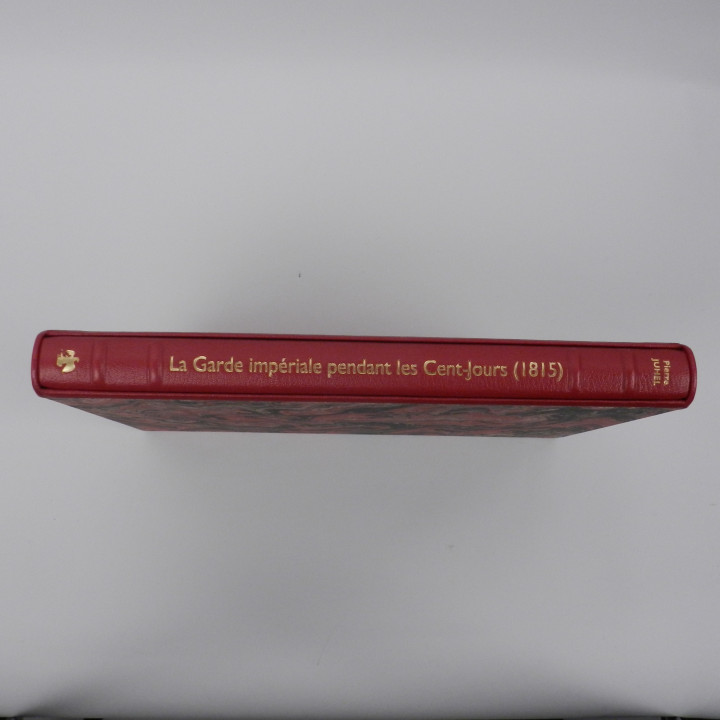 La Garde impériale pendant les Cent-Jours (1815)
Pierre
JUHEL